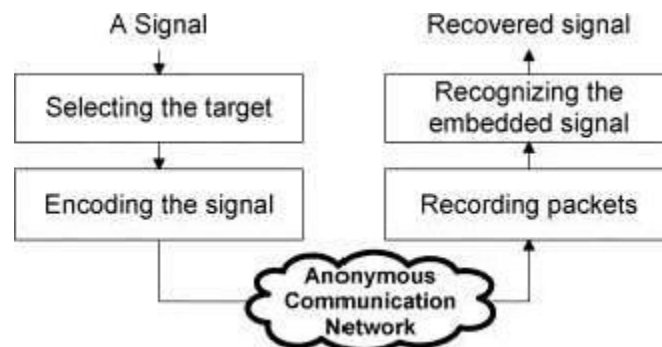 A Signal
Selecting the target
Encoding the signal
Anonymous
Communication
Network
Recording packets
Recognizing the
embedded signal
Recovered signal